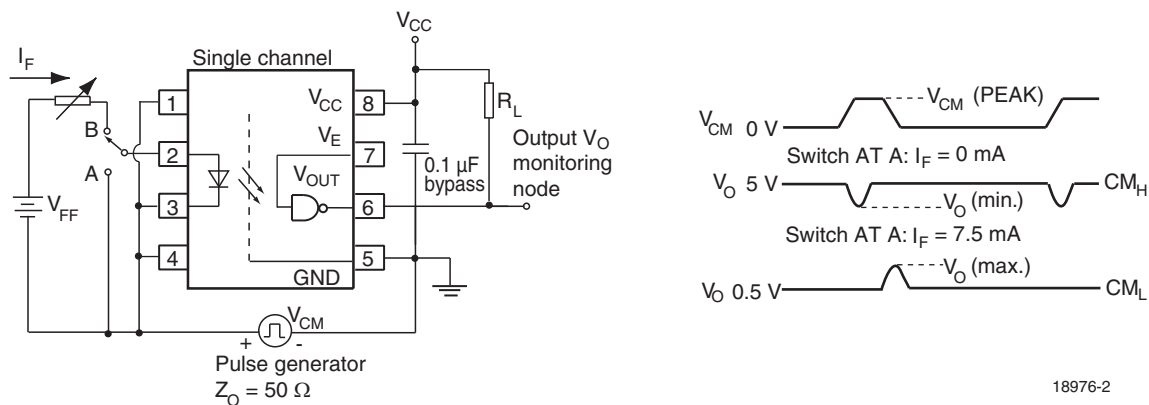 V_CC
I_F
Single channel
1
2
3
4
V_CC
V_E
V_OUT
GND
8
7
6
5
B
A
V_FF
R_L
0.1 µF
bypass
Output V_O
monitoring
node
V_CM
+ -
Pulse generator
Z_O = 50 Ω
V_CM (PEAK)
V_CM 0 V
Switch AT A: I_F = 0 mA
V_O 5 V
CM_H
V_O (min.)
Switch AT A: I_F = 7.5 mA
V_O (max.)
V_O 0.5 V
CM_L
18976-2